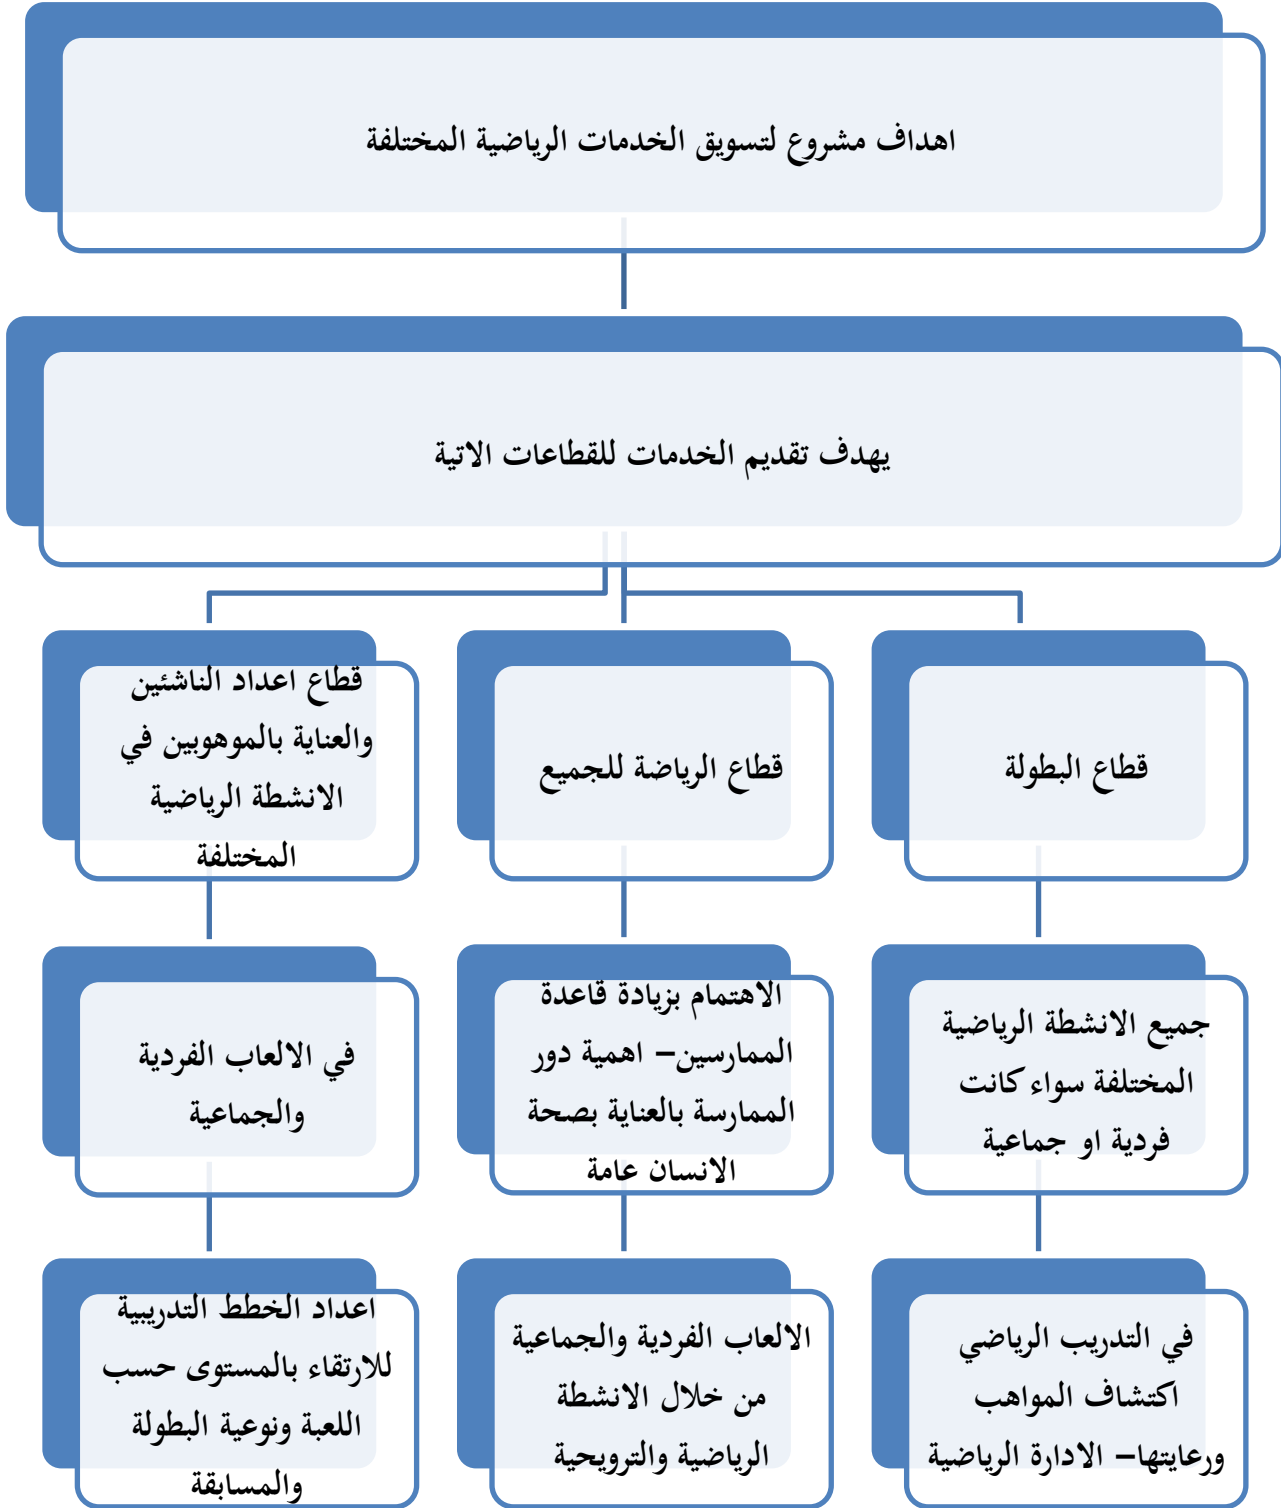 اهداف مشروع لتسويق الخدمات الرياضية المختلفة
يهدف تقديم الخدمات للقطاعات الاتية
قطاع البطولة
قطاع الرياضة للجميع
قطاع اعداد الناشئين
والعناية بالموهوبين في
الانشطة الرياضية
المختلفة
جميع الانشطة الرياضية
المختلفة سواء كانت
فردية او جماعية
الاهتمام بزيادة قاعدة
الممارسين– اهمية دور
الممارسة بالعناية بصحة
الانسان عامة
في الالعاب الفردية
والجماعية
في التدريب الرياضي
اكتشاف المواهب
ورعايتها– الادارة الرياضية
الالعاب الفردية والجماعية
من خلال الانشطة
الرياضية والترويحية
اعداد الخطط التدريبية
للارتقاء بالمستوى حسب
اللعبة ونوعية البطولة
والمسابقة